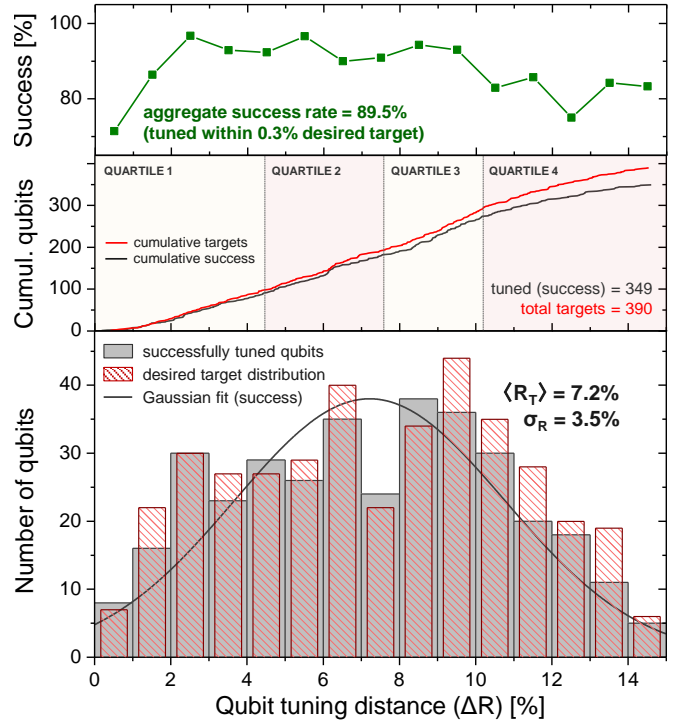 Success [%]
100
80
aggregate success rate = 89.5%
(tuned within 0.3% desired target)
Cumul. qubits
300
200
100
0
QUARTILE 1
QUARTILE 2
QUARTILE 3
QUARTILE 4
cumulative targets
cumulative success
tuned (success) = 349
total targets = 390
Number of qubits
40
30
20
10
0
successfully tuned qubits
desired target distribution
Gaussian fit (success)
⟨R_T⟩ = 7.2%
σ_R = 3.5%
0 2 4 6 8 10 12 14
Qubit tuning distance (ΔR) [%]